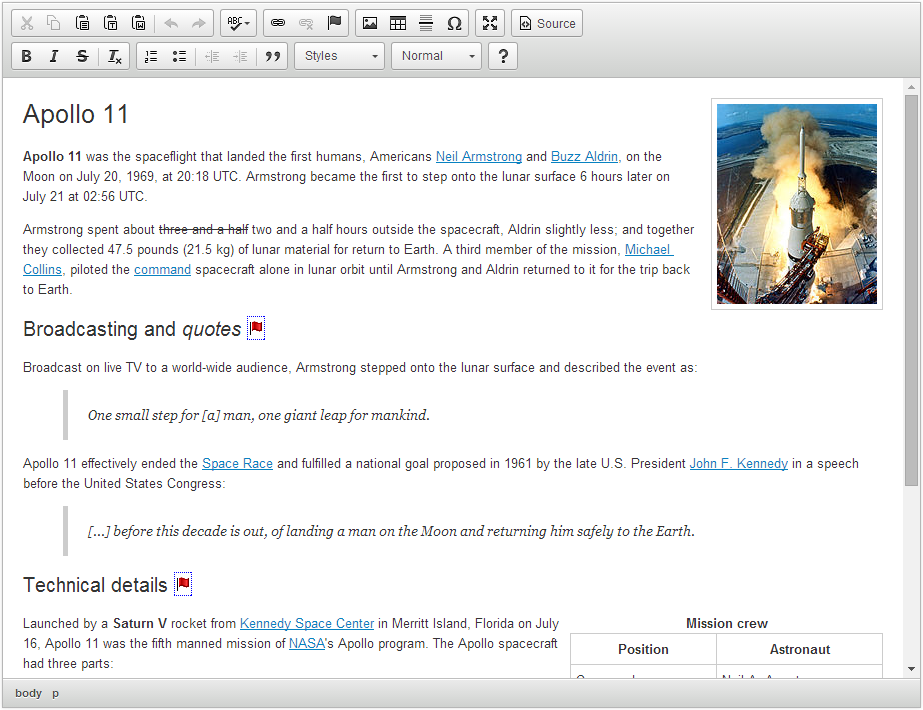 ABC
Ω
Source
B I S Ix
Styles
Normal
?
Apollo 11
Apollo 11 was the spaceflight that landed the first humans, Americans Neil Armstrong and Buzz Aldrin, on the
Moon on July 20, 1969, at 20:18 UTC. Armstrong became the first to step onto the lunar surface 6 hours later on
July 21 at 02:56 UTC.
Armstrong spent about three and a half two and a half hours outside the spacecraft, Aldrin slightly less; and together
they collected 47.5 pounds (21.5 kg) of lunar material for return to Earth. A third member of the mission, Michael
Collins, piloted the command spacecraft alone in lunar orbit until Armstrong and Aldrin returned to it for the trip back
to Earth.
Broadcasting and quotes
Broadcast on live TV to a world-wide audience, Armstrong stepped onto the lunar surface and described the event as:
One small step for [a] man, one giant leap for mankind.
Apollo 11 effectively ended the Space Race and fulfilled a national goal proposed in 1961 by the late U.S. President John F. Kennedy in a speech
before the United States Congress:
[...] before this decade is out, of landing a man on the Moon and returning him safely to the Earth.
Technical details
Launched by a Saturn V rocket from Kennedy Space Center in Merritt Island, Florida on July
16, Apollo 11 was the fifth manned mission of NASA's Apollo program. The Apollo spacecraft
had three parts:
Mission crew
Position Astronaut
body p